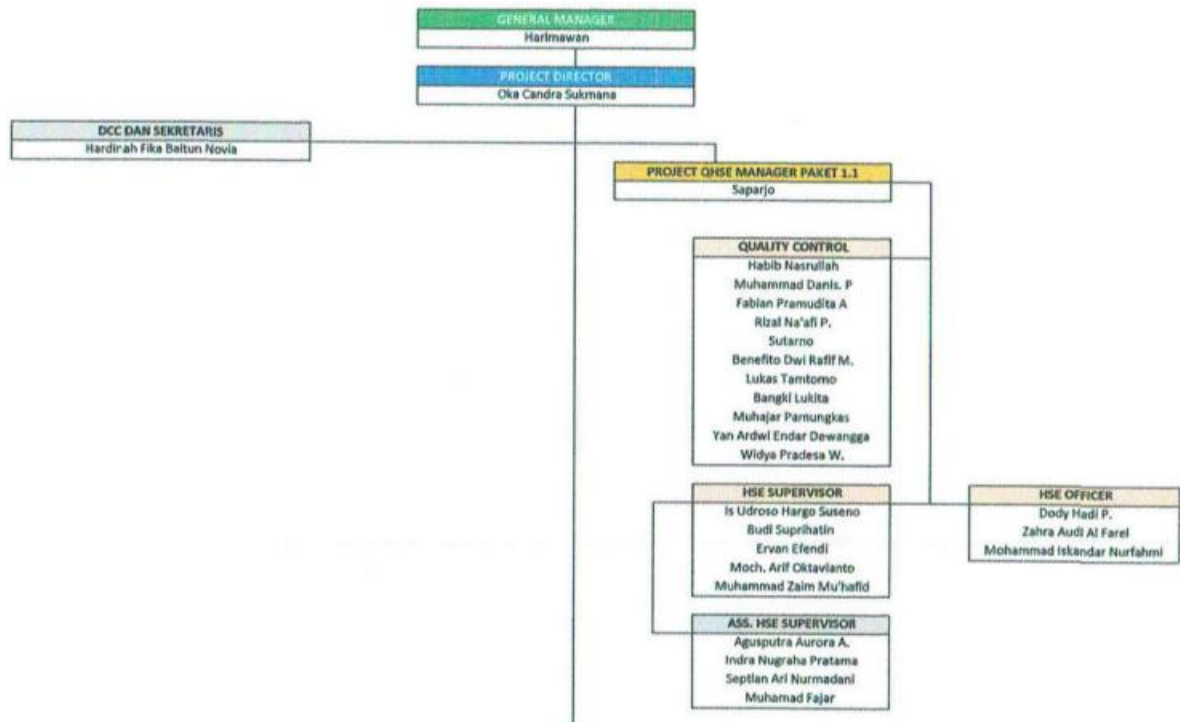 GENERAL MANAGER
Harimawan
PROJECT DIRECTOR
Oka Candra Sukmana
DCC DAN SEKRETARIS
Hardinah Fika Baitun Novia
PROJECT QHSE MANAGER PAKET 1.1
Saparjo
QUALITY CONTROL
Habib Nasrullah
Muhammad Danis. P
Fabian Pramudita A
Rizal Na'afi P.
Sutarno
Benefito Dwi Rafif M.
Lukas Tamtomo
Bangki Lukita
Muhajar Pamungkas
Yan Ardwi Endar Dewangga
Widya Pradesa W.
HSE SUPERVISOR
Is Udroso Hargo Suseno
Budi Suprihatin
Ervan Efendi
Moch. Arif Oktavianto
Muhammad Zaim Mu'hafid
HSE OFFICER
Dody Hadi P.
Zahra Audi Al Farel
Mohammad Iskandar Nurfahmi
ASS. HSE SUPERVISOR
Agusputra Aurora A.
Indra Nugraha Pratama
Septian Ari Nurmadani
Muhamad Fajar